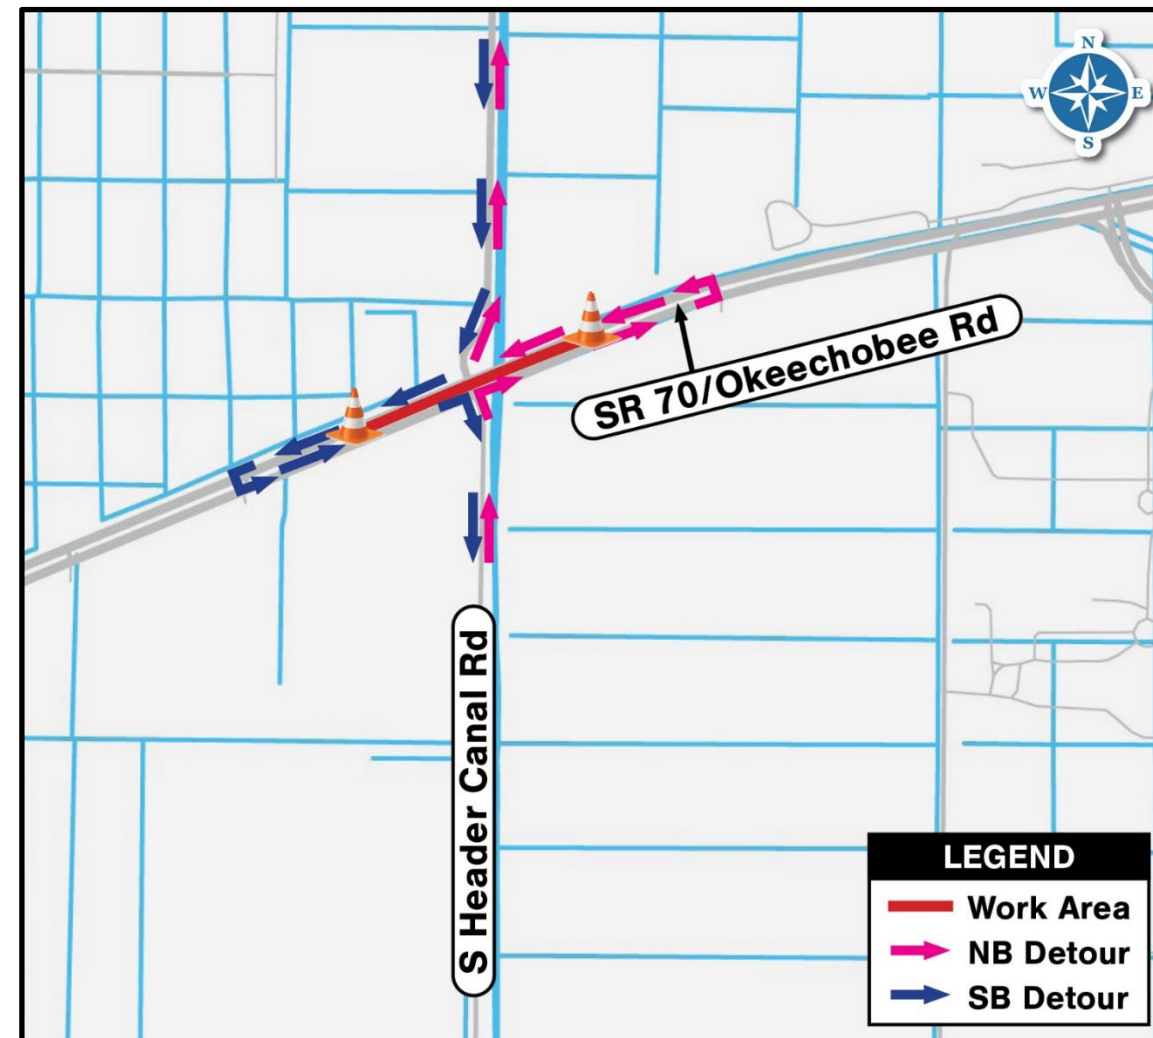 N
W
E
S
SR 70/Okeechobee Rd
S Header Canal Rd
LEGEND
Work Area
NB Detour
SB Detour